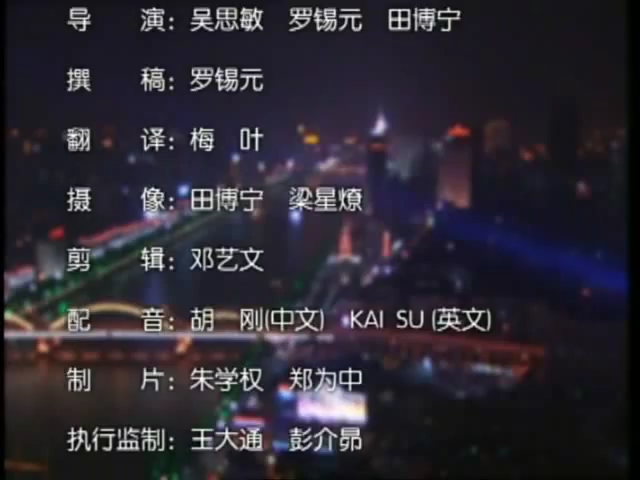 导　　演：吴思敏　罗锡元　田博宁
撰　　稿：罗锡元
翻　　译：梅　叶
摄　　像：田博宁　梁星燎
剪　　辑：邓艺文
配　　音：胡　刚(中文)　KAI SU (英文)
制　　片：朱学权　郑为中
执行监制：王大通　彭介昴